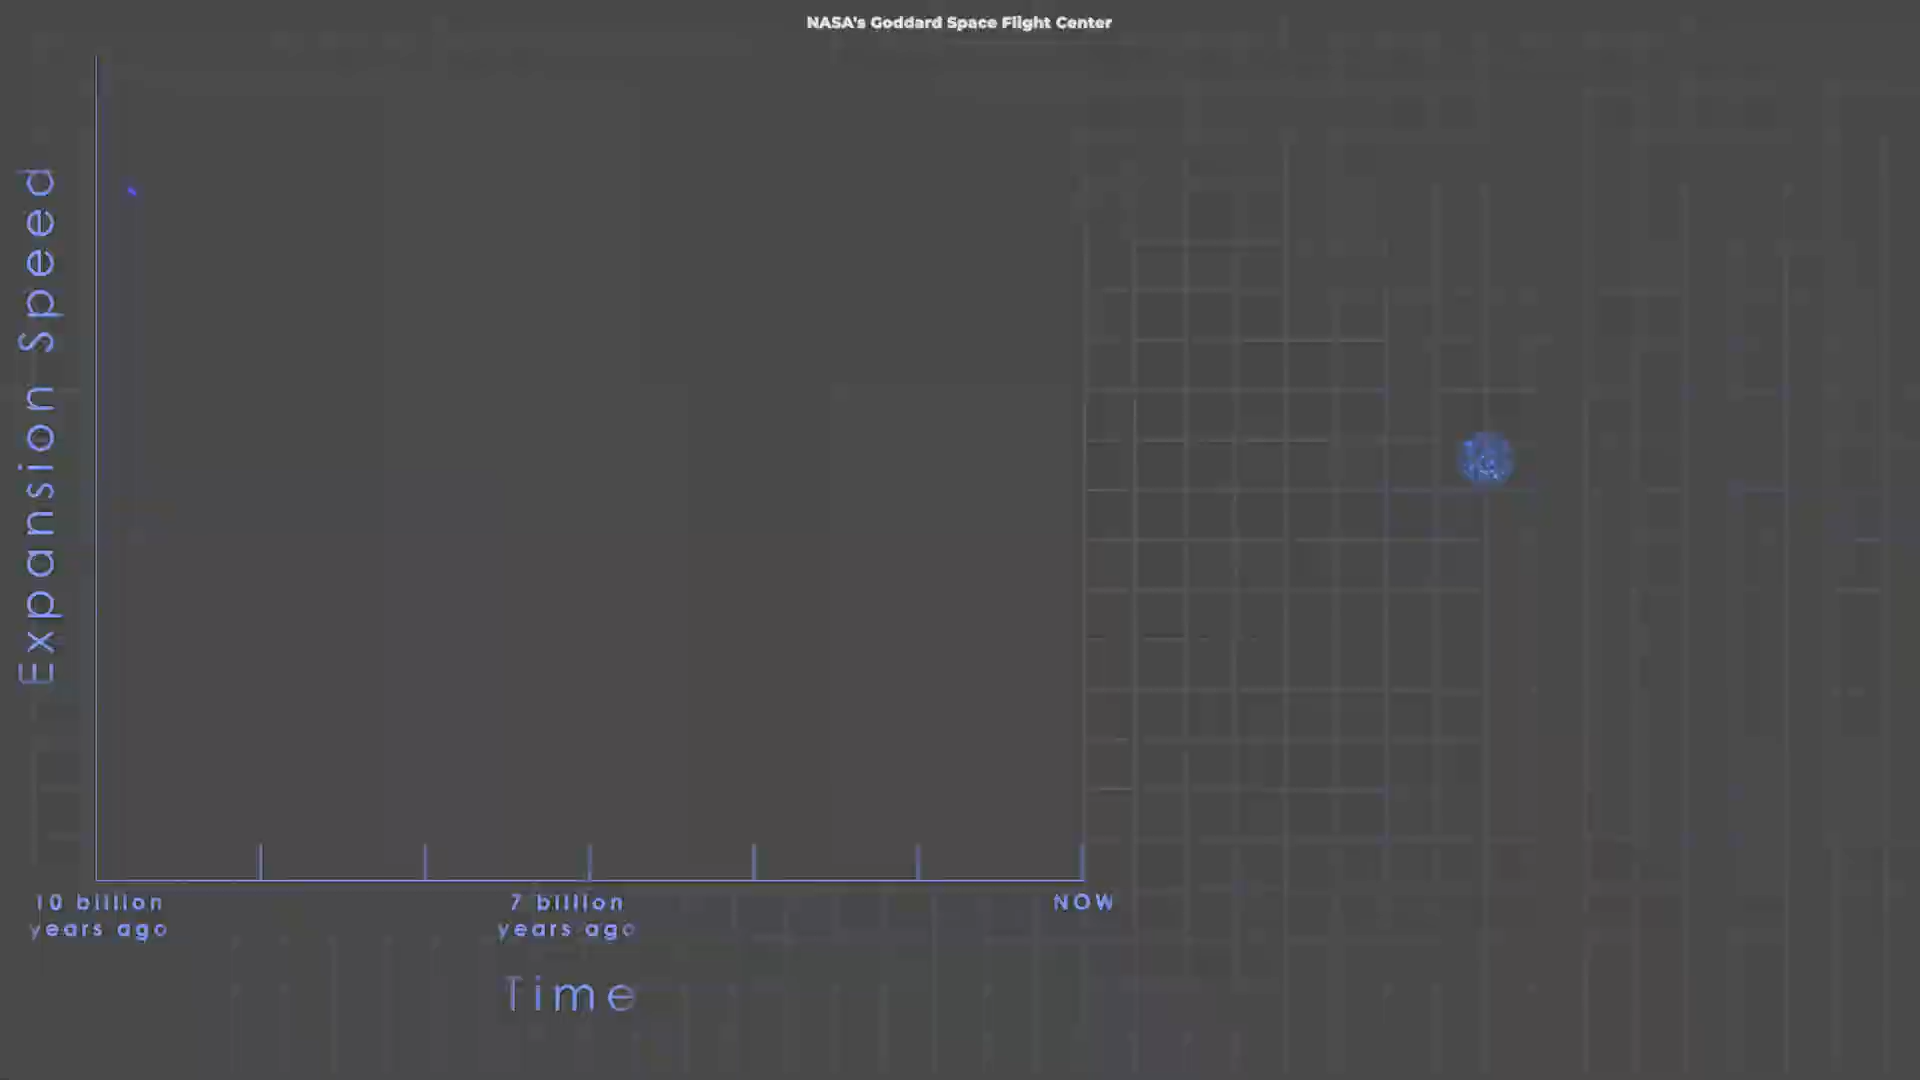 NASA's Goddard Space Flight Center
Expansion Speed
10 billion
years ago
7 billion
years ago
NOW
Time